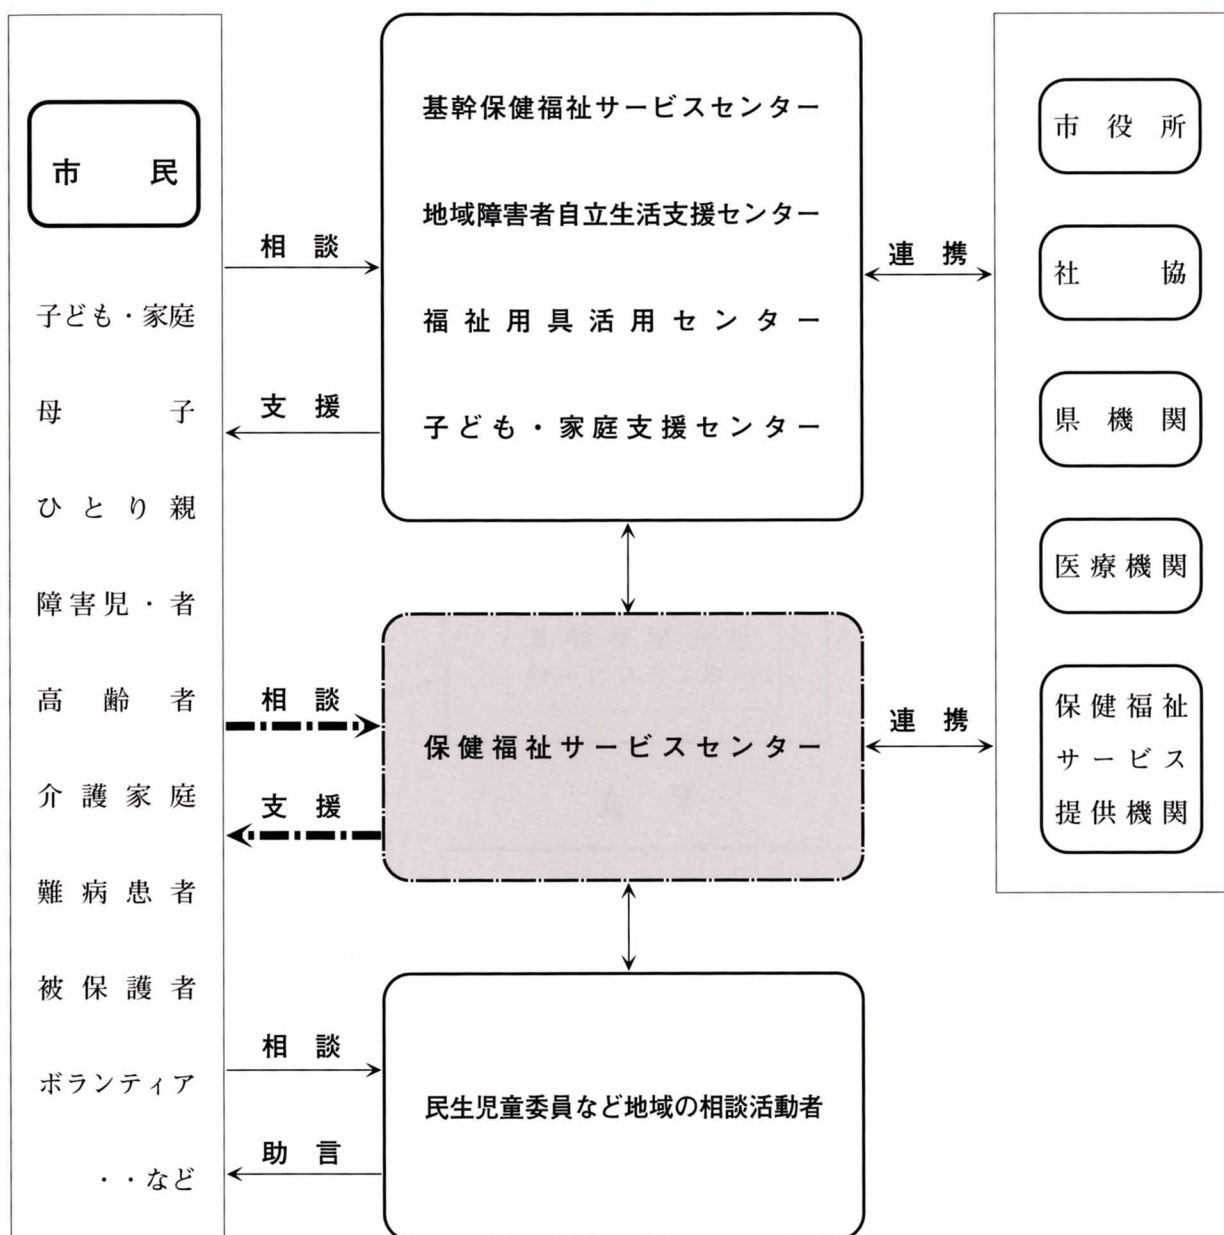 市民
子ども・家庭
母子
ひとり親
障害児・者
高齢者
介護家庭
難病患者
被保護者
ボランティア
・・など
相談
支援
相談
支援
相談
助言
基幹保健福祉サービスセンター
地域障害者自立生活支援センター
福祉用具活用センター
子ども・家庭支援センター
保健福祉サービスセンター
民生児童委員など地域の相談活動者
連携
連携
市役所
社協
県機関
医療機関
保健福祉
サービス
提供機関